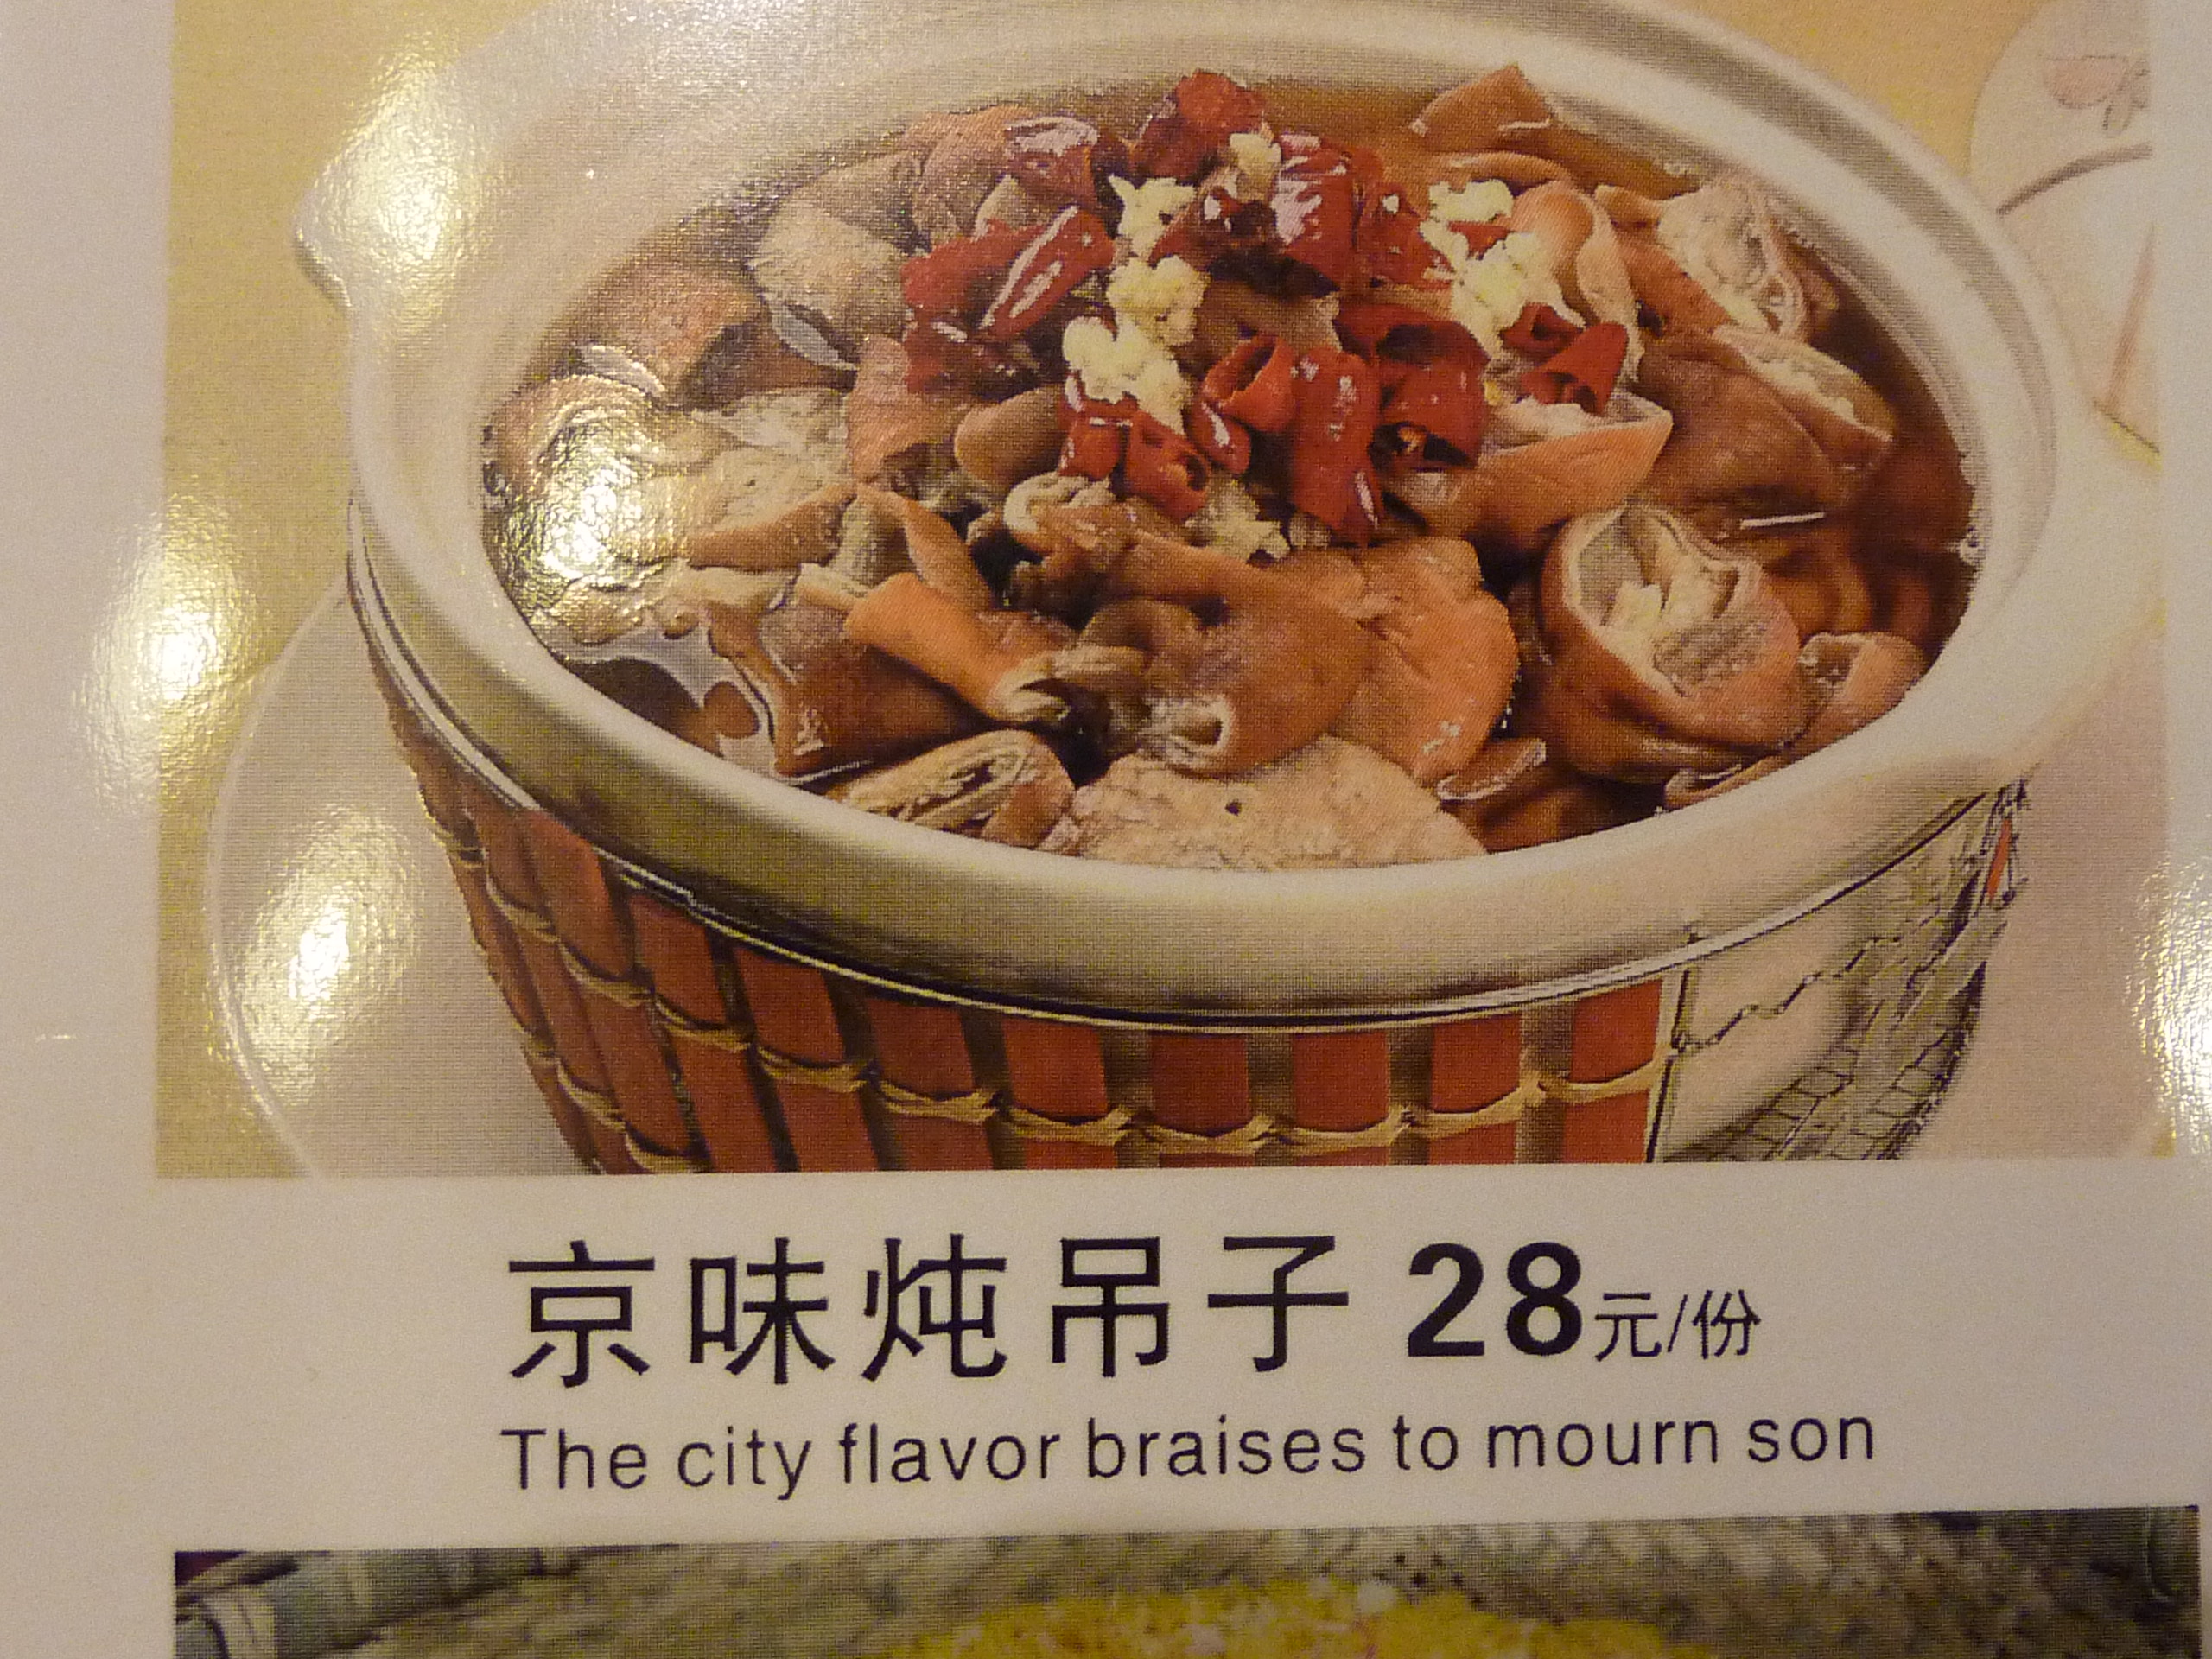 京味炖吊子 28元/份
The city flavor braises to mourn son